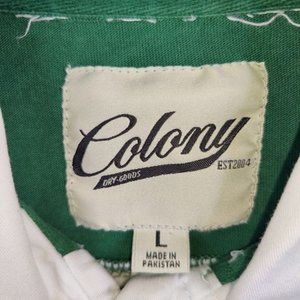 Colony
DRY-GOODS
EST2004
L
MADE IN
PAKISTAN